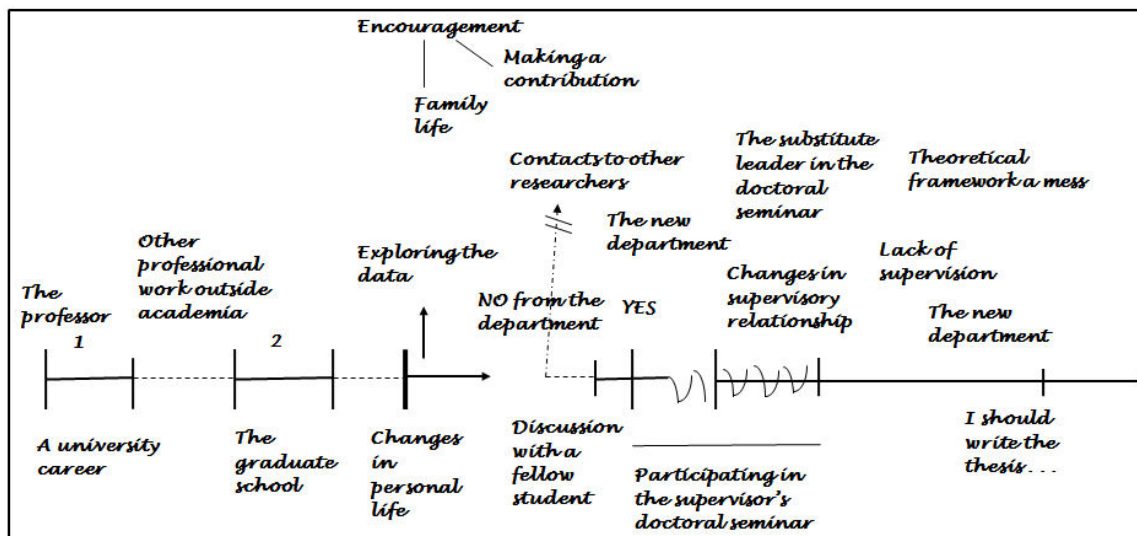 Encouragement
Making a
contribution
Family
life
Contacts to other
researchers
The substitute
leader in the
doctoral
seminar
Theoretical
framework a mess
The new
department
Other
professional
work outside
academia
Exploring the
data
Lack of
supervision
Changes in
supervisory
relationship
The
professor
NO from the
department
YES
The new
department
1
2
A university
career
The
graduate
school
Changes
in
personal
life
Discussion
with a
fellow
student
I should
write the
thesis...
Participating in
the supervisor's
doctoral seminar